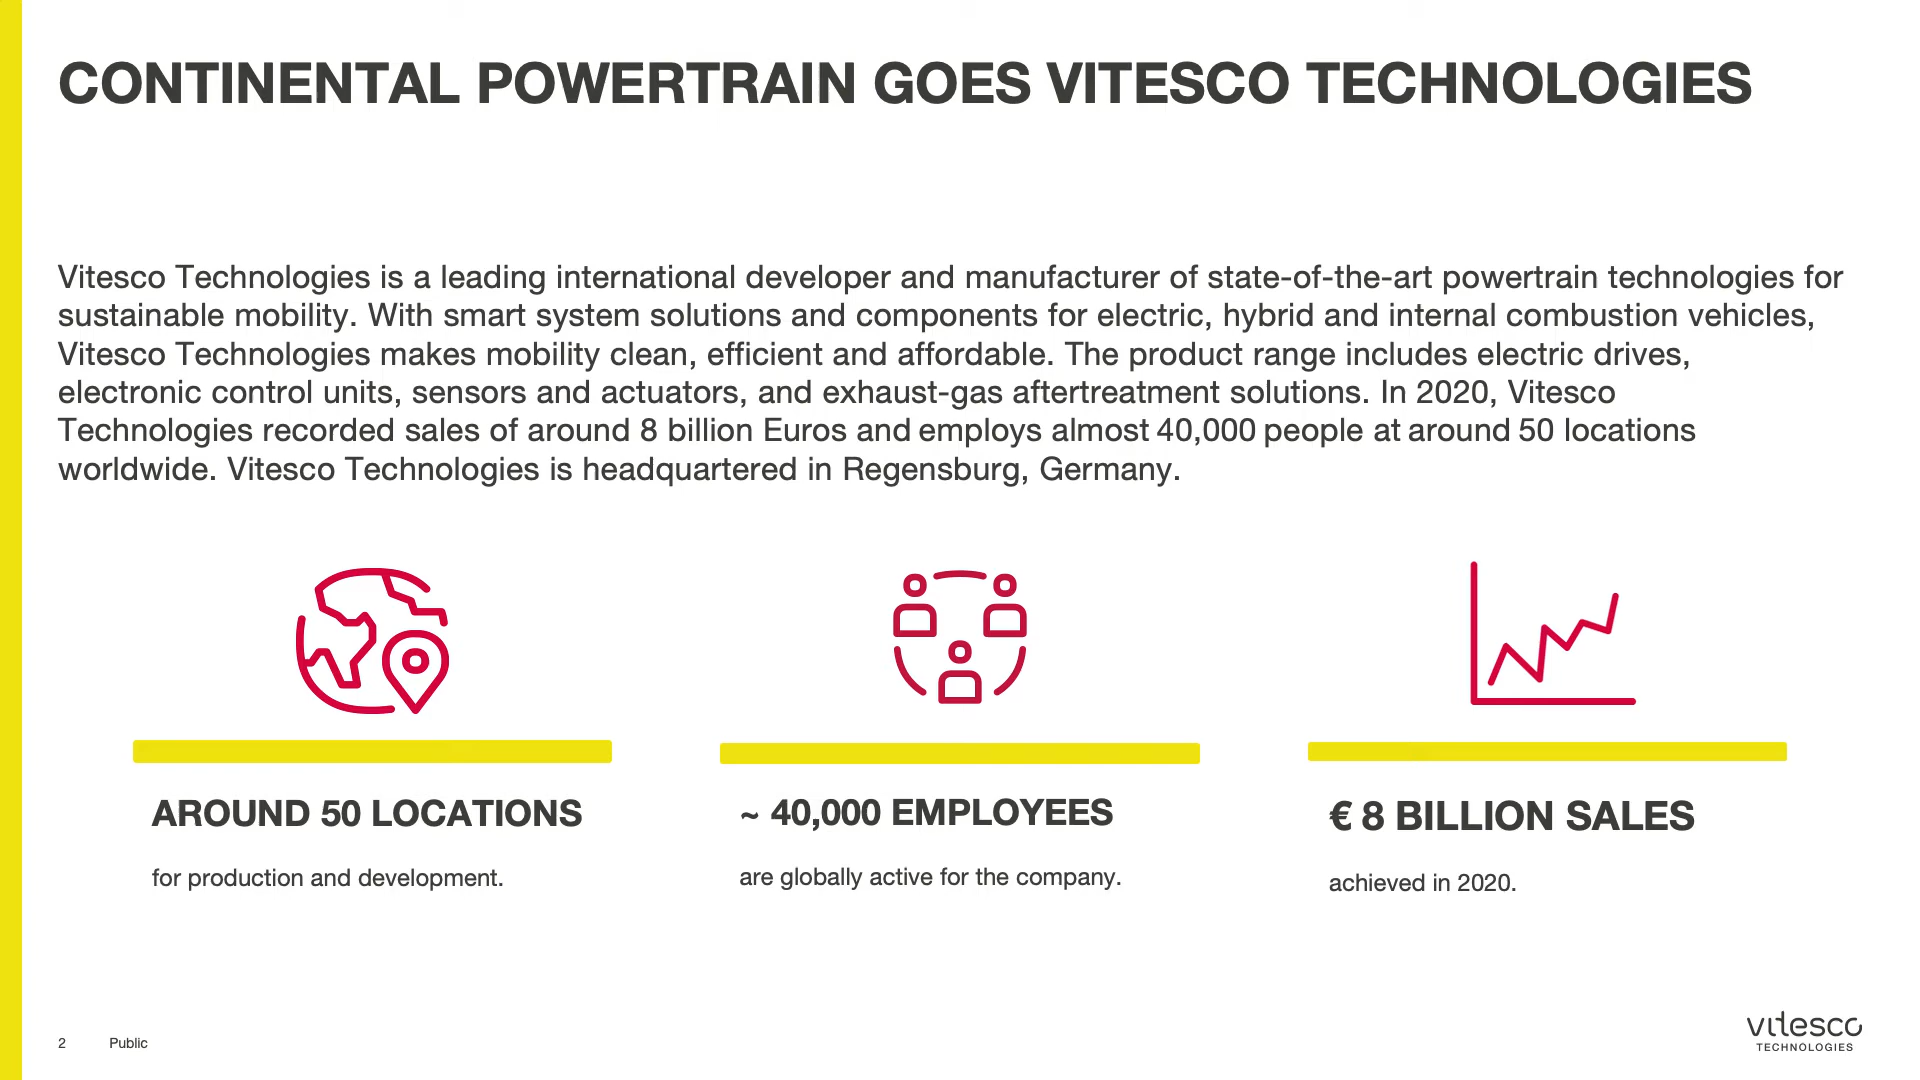 CONTINENTAL POWERTRAIN GOES VITESCO TECHNOLOGIES
Vitesco Technologies is a leading international developer and manufacturer of state-of-the-art powertrain technologies for
sustainable mobility. With smart system solutions and components for electric, hybrid and internal combustion vehicles,
Vitesco Technologies makes mobility clean, efficient and affordable. The product range includes electric drives,
electronic control units, sensors and actuators, and exhaust-gas aftertreatment solutions. In 2020, Vitesco
Technologies recorded sales of around 8 billion Euros and employs almost 40,000 people at around 50 locations
worldwide. Vitesco Technologies is headquartered in Regensburg, Germany.
AROUND 50 LOCATIONS
for production and development.
~ 40,000 EMPLOYEES
are globally active for the company.
€ 8 BILLION SALES
achieved in 2020.
2 Public
vitesco
TECHNOLOGIES